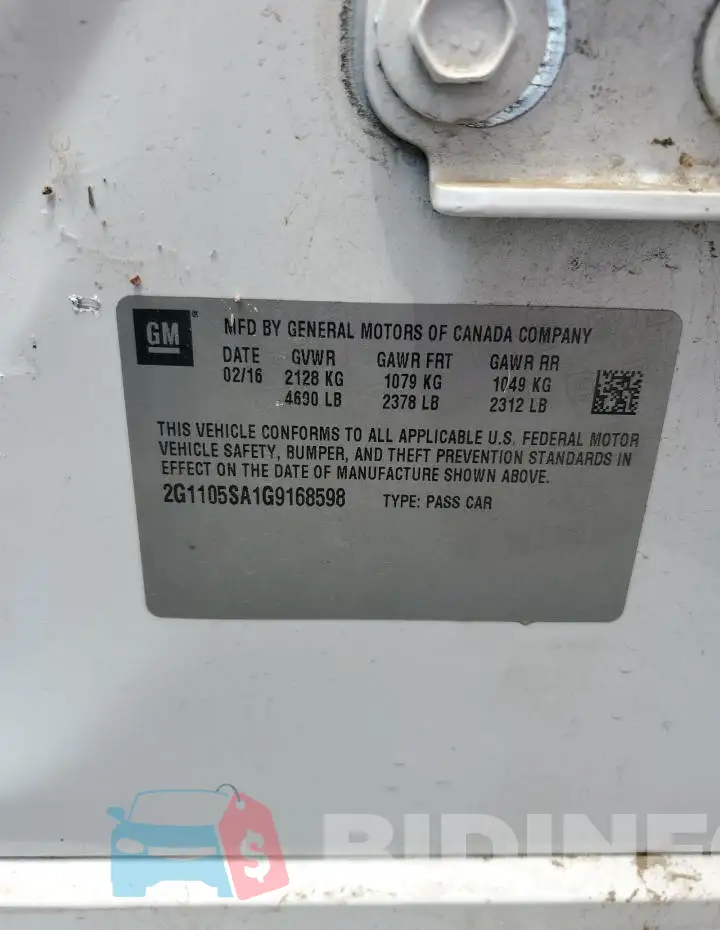 GM
MFD BY GENERAL MOTORS OF CANADA COMPANY
DATE GVWR GAWR FRT GAWR RR
02/16 2128 KG 1079 KG 1049 KG
4690 LB 2378 LB 2312 LB
THIS VEHICLE CONFORMS TO ALL APPLICABLE U.S. FEDERAL MOTOR
VEHICLE SAFETY, BUMPER, AND THEFT PREVENTION STANDARDS IN
EFFECT ON THE DATE OF MANUFACTURE SHOWN ABOVE.
2G1105SA1G9168598 TYPE: PASS CAR
$ BIDINFO